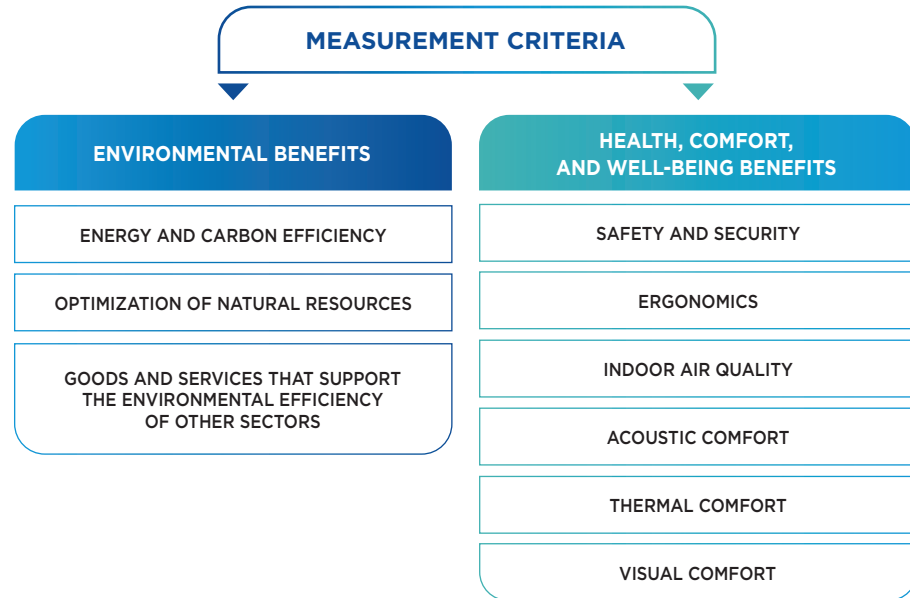 MEASUREMENT CRITERIA
ENVIRONMENTAL BENEFITS
ENERGY AND CARBON EFFICIENCY
OPTIMIZATION OF NATURAL RESOURCES
GOODS AND SERVICES THAT SUPPORT
THE ENVIRONMENTAL EFFICIENCY
OF OTHER SECTORS
HEALTH, COMFORT,
AND WELL-BEING BENEFITS
SAFETY AND SECURITY
ERGONOMICS
INDOOR AIR QUALITY
ACOUSTIC COMFORT
THERMAL COMFORT
VISUAL COMFORT